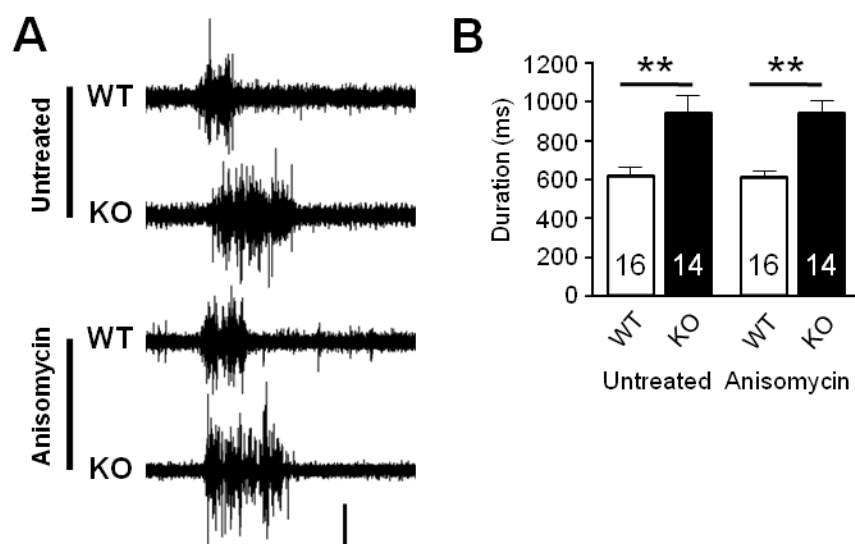 A
Untreated
WT
KO
Anisomycin
WT
KO
B
Duration (ms)
1200
1000
800
600
400
200
0
** **
16 14 16 14
WT KO WT KO
Untreated Anisomycin